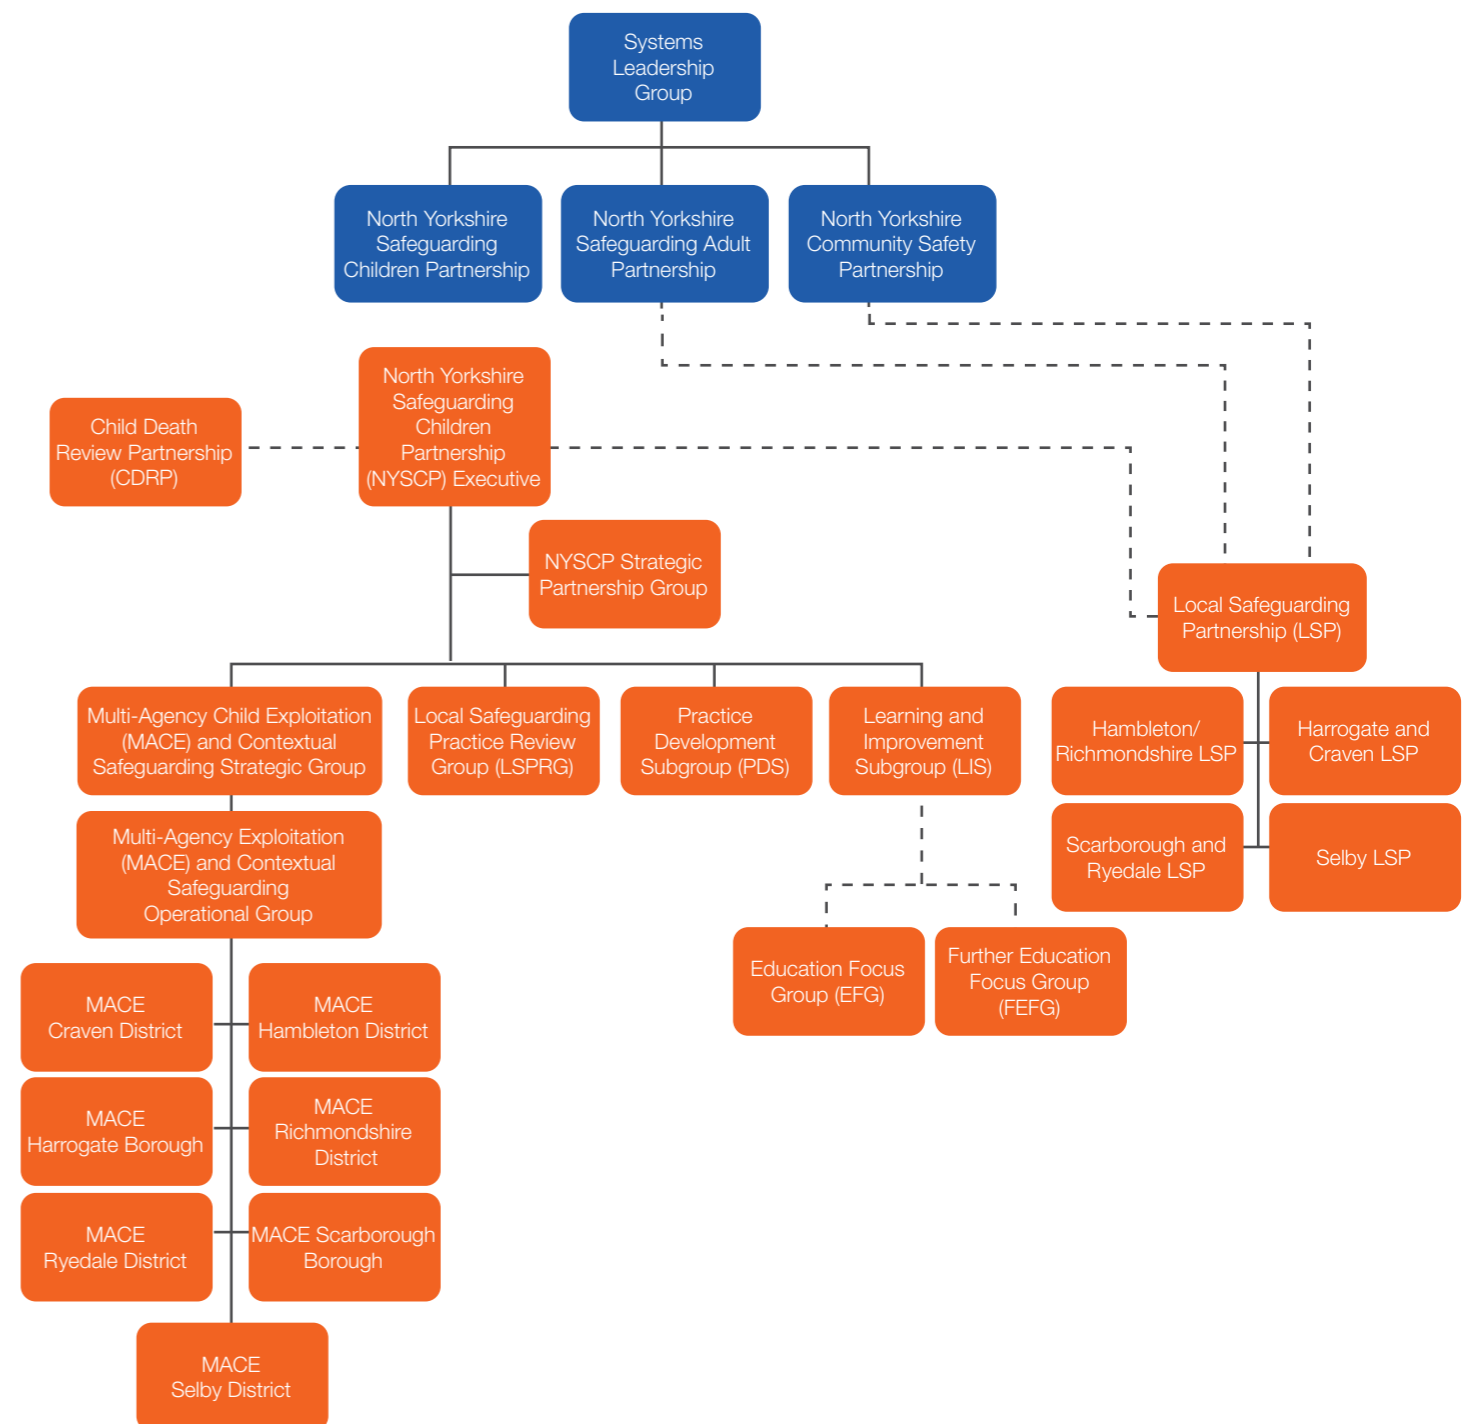 Systems
Leadership
Group
North Yorkshire
Safeguarding
Children Partnership
North Yorkshire
Safeguarding Adult
Partnership
North Yorkshire
Community Safety
Partnership
North Yorkshire
Safeguarding
Children
Partnership
(NYSCP) Executive
Child Death
Review Partnership
(CDRP)
NYSCP Strategic
Partnership Group
Local Safeguarding
Partnership (LSP)
Multi-Agency Child Exploitation
(MACE) and Contextual
Safeguarding Strategic Group
Local Safeguarding
Practice Review
Group (LSPRG)
Practice
Development
Subgroup (PDS)
Learning and
Improvement
Subgroup (LIS)
Hambleton/
Richmondshire LSP
Harrogate and
Craven LSP
Multi-Agency Exploitation
(MACE) and Contextual
Safeguarding
Operational Group
Scarborough and
Ryedale LSP
Selby LSP
Education Focus
Group (EFG)
Further Education
Focus Group
(FEFG)
MACE
Craven District
MACE
Hambleton District
MACE
Harrogate Borough
MACE
Richmondshire
District
MACE
Ryedale District
MACE Scarborough
Borough
MACE
Selby District